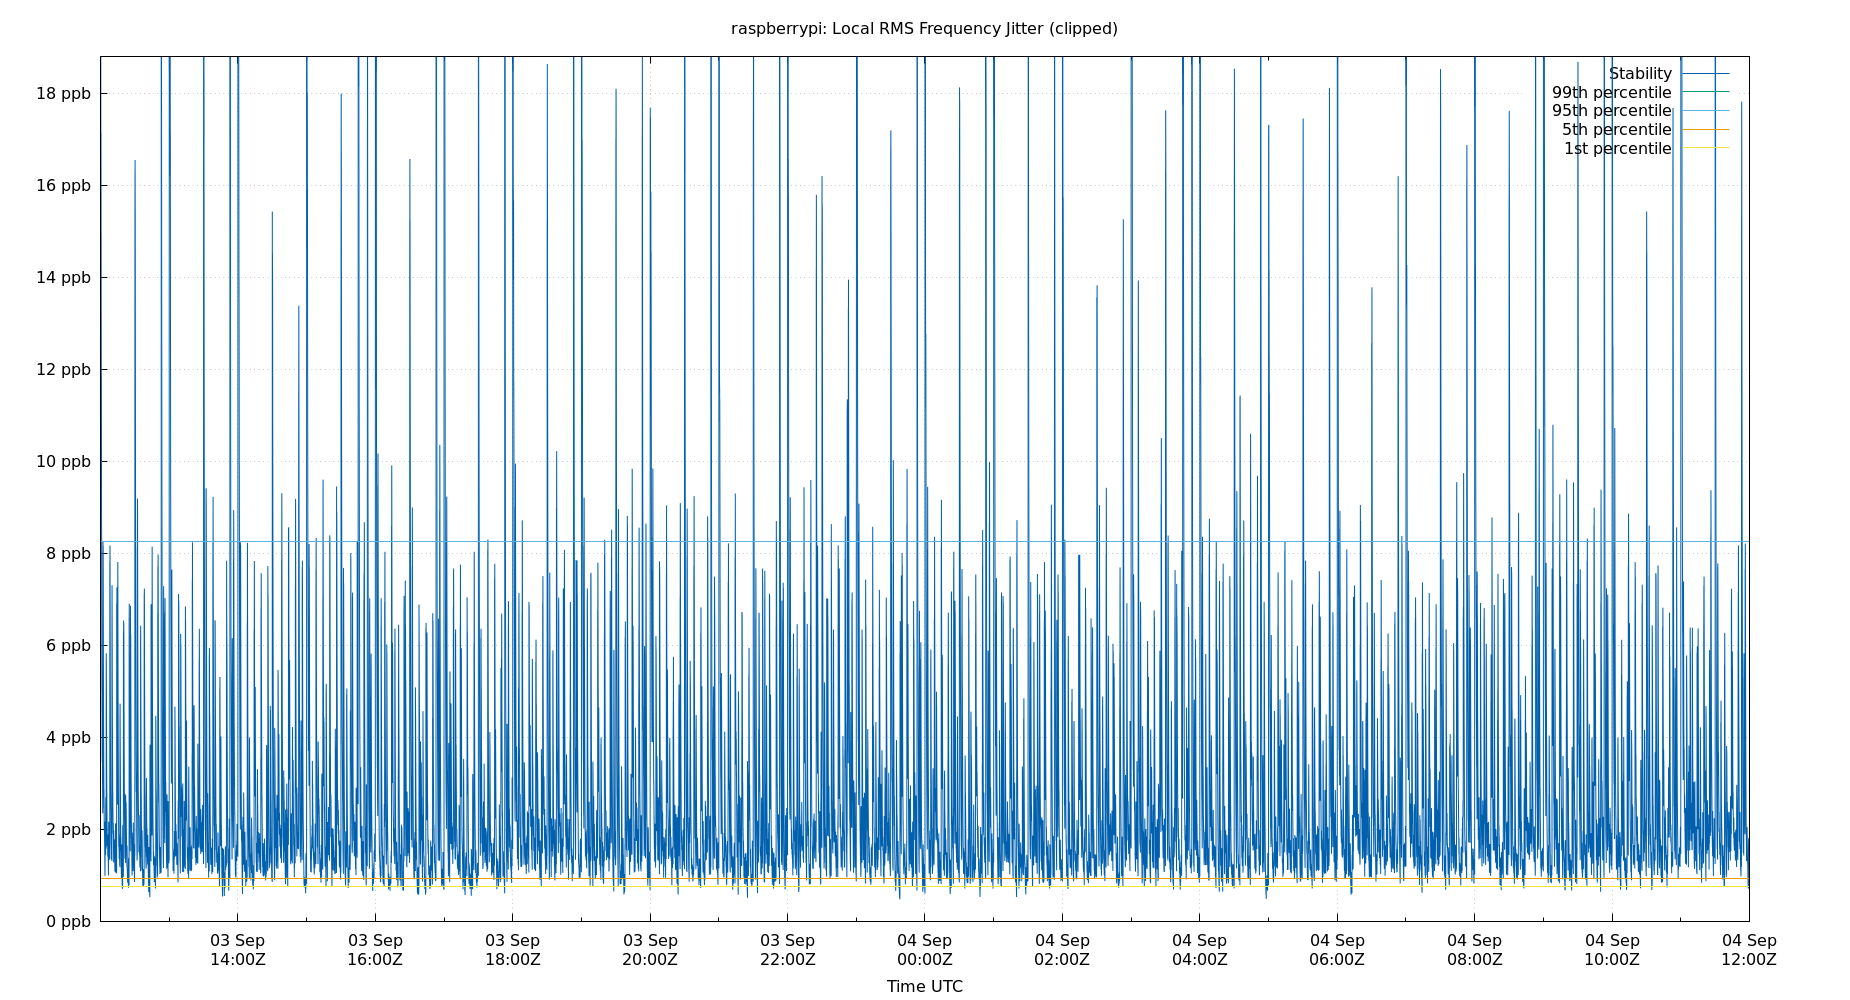 raspberrypi: Local RMS Frequency Jitter (clipped)
Stability
99th percentile
95th percentile
5th percentile
1st percentile
18 ppb
16 ppb
14 ppb
12 ppb
10 ppb
8 ppb
6 ppb
4 ppb
2 ppb
0 ppb
03 Sep 03 Sep 03 Sep 03 Sep 03 Sep 04 Sep 04 Sep 04 Sep 04 Sep 04 Sep 04 Sep 04 Sep
14:00Z 16:00Z 18:00Z 20:00Z 22:00Z 00:00Z 02:00Z 04:00Z 06:00Z 08:00Z 10:00Z 12:00Z
Time UTC